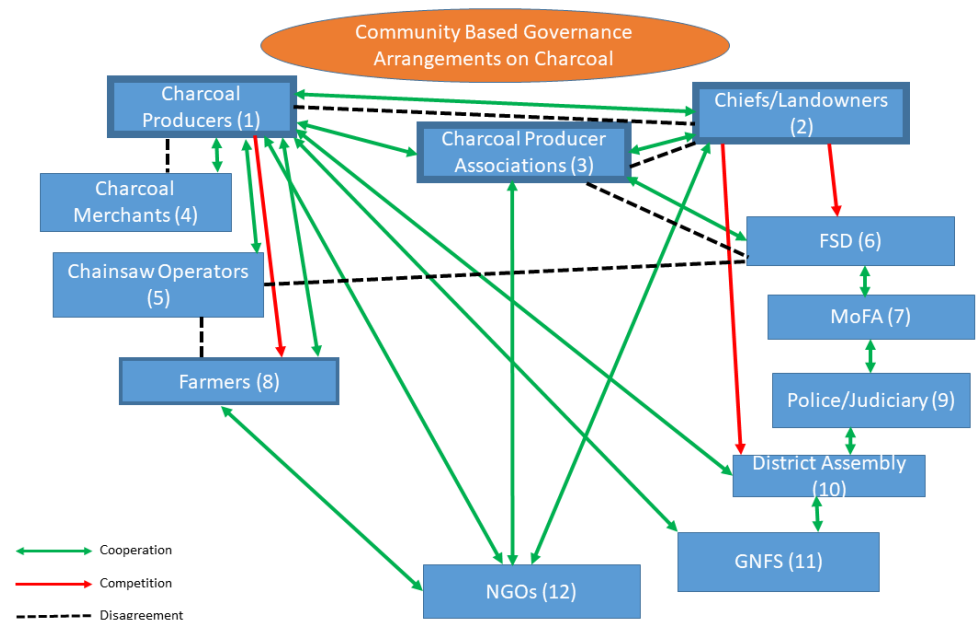 Community Based Governance
Arrangements on Charcoal
Charcoal
Producers (1)
Chiefs/Landowners
(2)
Charcoal Producer
Associations (3)
Charcoal
Merchants (4)
FSD (6)
Chainsaw Operators
(5)
MoFA (7)
Farmers (8)
Police/Judiciary (9)
District Assembly
(10)
GNFS (11)
NGOs (12)
Cooperation
Competition
Disagreement